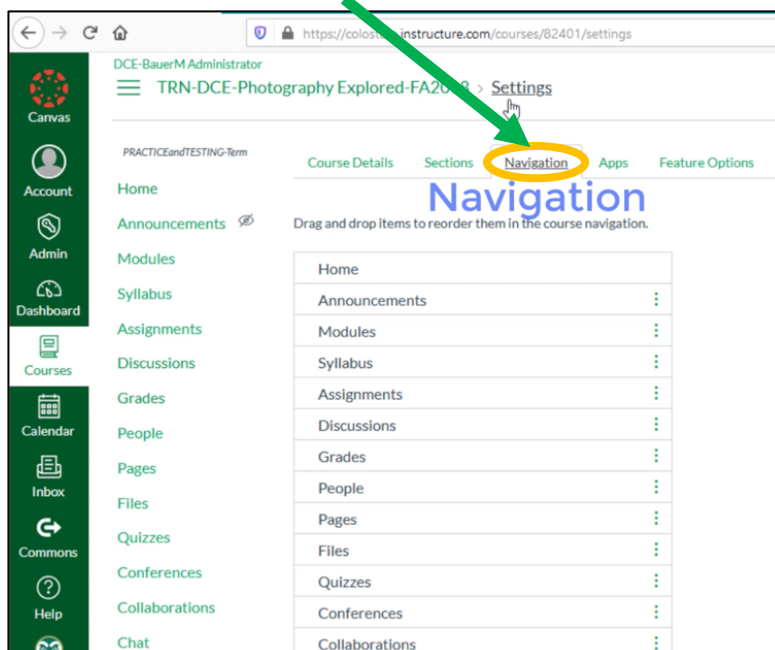 https://colost instructure.com/courses/82401/settings
DCE-BauerM Administrator
TRN-DCE-Photography Explored-FA20 3 > Settings
Canvas
Account
Admin
Dashboard
Courses
Calendar
Inbox
Commons
Help
PRACTICEandTESTING-Term
Home
Announcements
Modules
Syllabus
Assignments
Discussions
Grades
People
Pages
Files
Quizzes
Conferences
Collaborations
Chat
Course Details Sections Navigation Apps Feature Options
Navigation
Drag and drop items to reorder them in the course navigation.
Home
Announcements
Modules
Syllabus
Assignments
Discussions
Grades
People
Pages
Files
Quizzes
Conferences
Collaborations